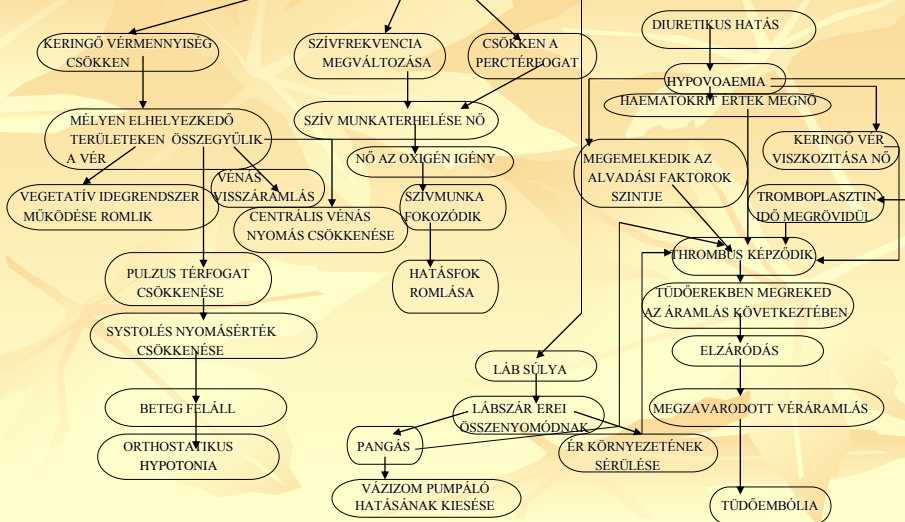 KERINGŐ VÉRMENNYISÉG
CSÖKKEN
MÉLYEN ELHELYEZKEDŐ
TERÜLETEKEN ÖSSZEGYŰLIK
A VÉR
VEGETATÍV IDEGRENDSZER
MŰKÖDÉSE ROMLIK
VÉNÁS
VISSZÁRAMLÁS
CENTRÁLIS VÉNÁS
NYOMÁS CSÖKKENÉSE
PULZUS TÉRFOGAT
CSÖKKENÉSE
SYSTOLÉS NYOMÁSÉRTÉK
CSÖKKENÉSE
BETEG FELÁLL
ORTHOSTATIKUS
HYPOTONIA
SZÍVFREKVENCIA
MEGVÁLTOZÁSA
CSÖKKEN A
PERCTÉRFOGAT
SZÍV MUNKATERHELÉSE NŐ
NŐ AZ OXIGÉN IGÉNY
SZÍVMUNKA
FOKOZÓDIK
HATÁSFOK
ROMLÁSA
LÁB SÚLYA
LÁBSZÁR EREI
ÖSSZENYOMÓDNAK
PANGÁS
VÁZIZOM PUMPÁLÓ
HATÁSÁNAK KIESÉSE
ÉR KÖRNYEZETÉNEK
SÉRÜLÉSE
DIURETIKUS HATÁS
HYPOVOAEMIA
HAEMATOKRIT ERTEK MEGNŐ
MEGEMELKEDIK AZ
ALVADÁSI FAKTOROK
SZINTJE
KERINGŐ VÉR
VISZKOZITÁSA NŐ
TROMBOPLASZTIN
IDŐ MEGRÖVIDÜL
THROMBUS KÉPZŐDIK
TÜDŐEREKBEN MEGREKED
AZ ÁRAMLÁS KÖVETKEZTÉBEN
ELZÁRÓDÁS
MEGZAVARODOTT VÉRÁRAMLÁS
TÜDŐEMBÓLIA